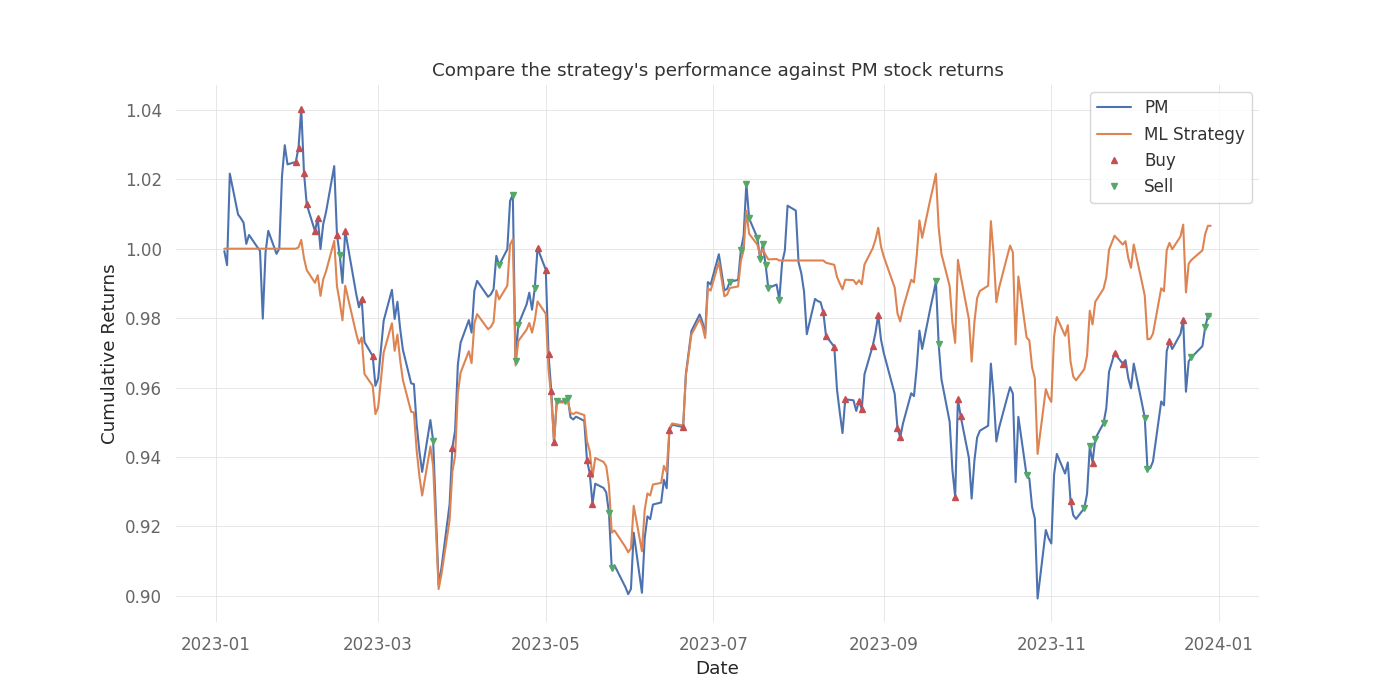 Compare the strategy's performance against PM stock returns
PM
ML Strategy
Buy
Sell
Cumulative Returns
1.04
1.02
1.00
0.98
0.96
0.94
0.92
0.90
2023-01 2023-03 2023-05 2023-07 2023-09 2023-11 2024-01
Date